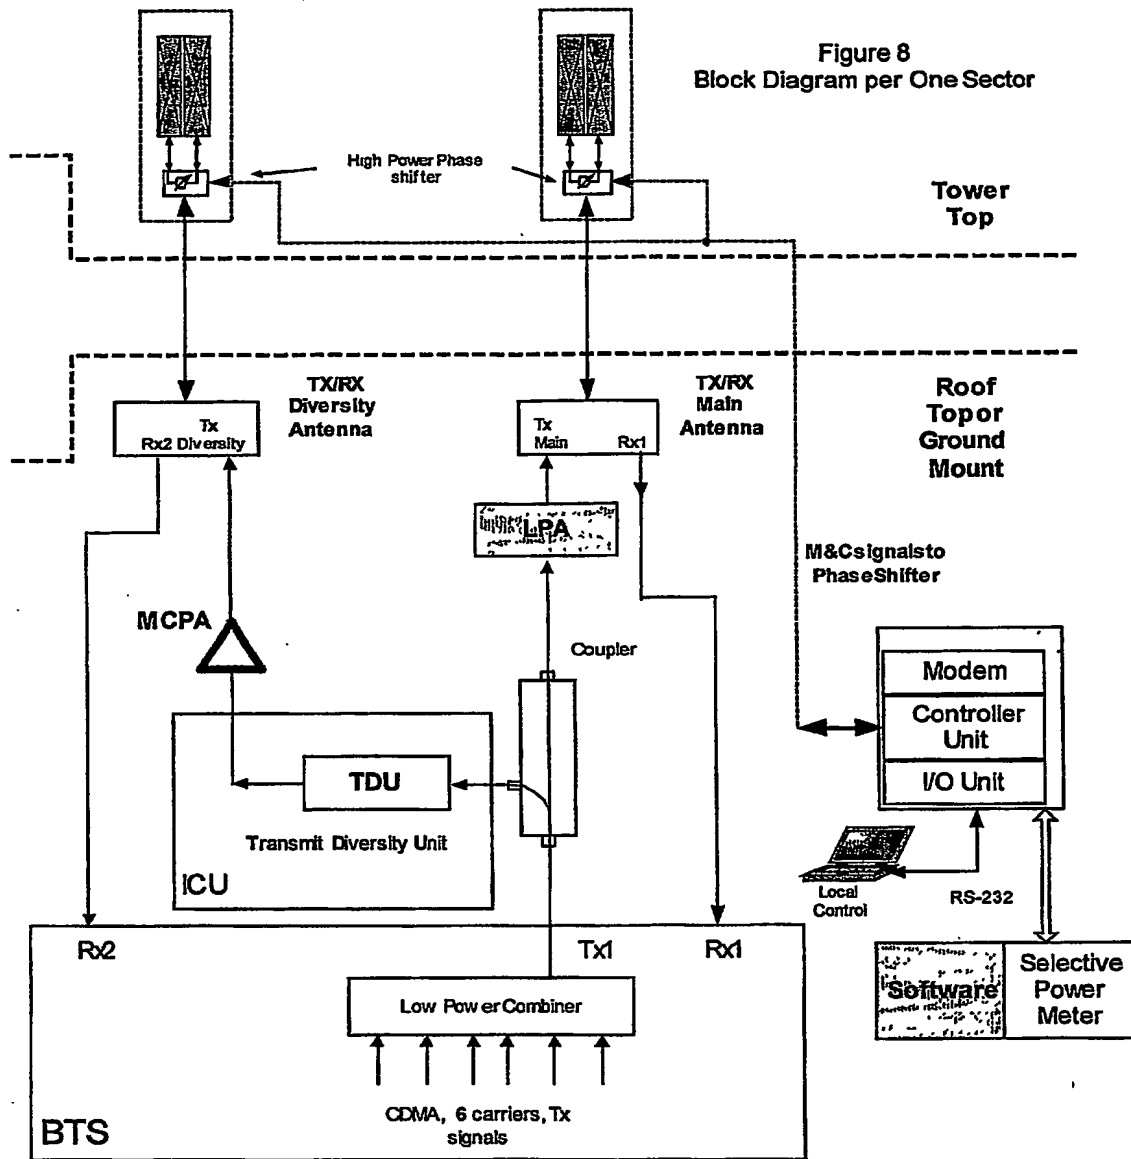 Figure 8
Block Diagram per One Sector
High Power Phase
shifter
Tower
Top
TX/RX
Diversity
Antenna
TX/RX
Main
Antenna
Roof
Top or
Ground
Mount
Tx
Rx2 Diversity
Tx
Main
Rx1
LPA
M&C signals to
Phase Shifter
MCPA
Coupler
Modem
Controller
Unit
I/O Unit
TDU
Transmit Diversity Unit
ICU
Local
Control
RS-232
Rx2
Tx1
Rx1
Software
Selective
Power
Meter
Low Power Combiner
CDMA, 6 carriers, Tx
signals
BTS